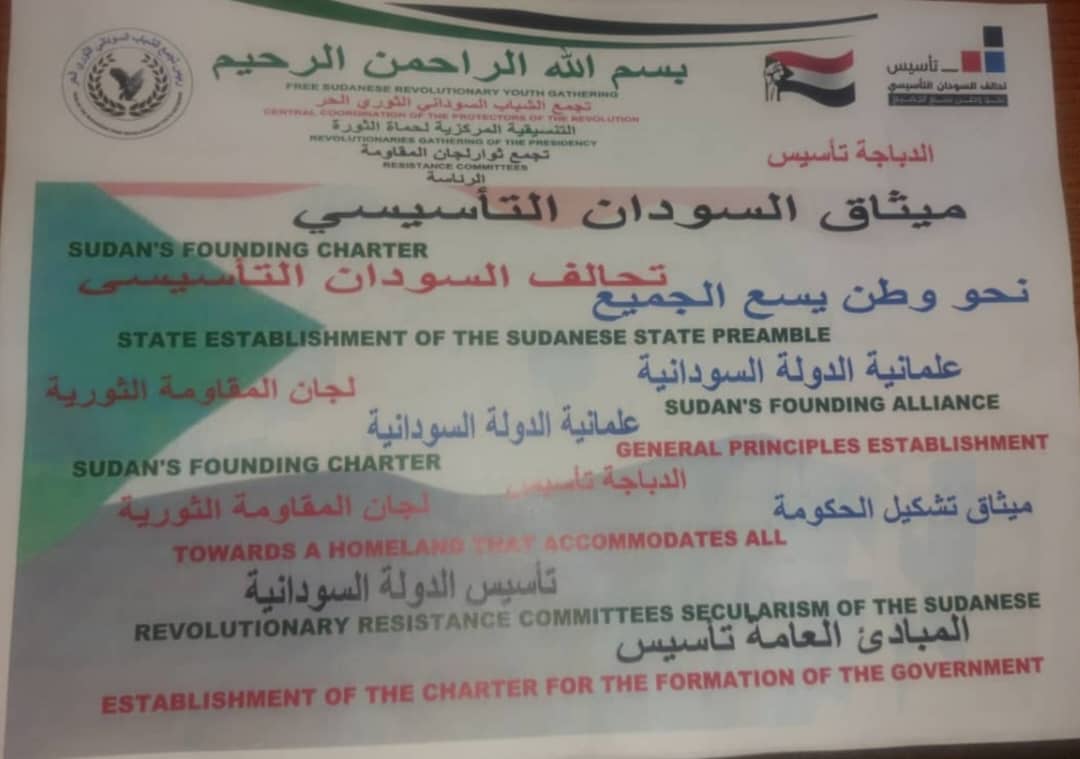 بسم الله الراحمن الرحيم
FREE SUDANESE REVOLUTIONARY YOUTH GATHERING
تجمع الشباب السوداني الثوري الحر
CENTRAL COORDINATION OF THE PROTECTORS OF THE REVOLUTION
التنسيقية المركزية لحماة الثورة
REVOLUTIONARIES GATHERING OF THE PRESIDENCY
تجمع ثوارلجان المقاومة
RESISTANCE COMMITTEES
الرئاسة
تأسيس
تحالف السودان التأسيسي
الدباجة تأسيس
ميثاق السودان التأسيسي
SUDAN'S FOUNDING CHARTER
تحالف السودان التأسيسى
نحو وطن يسع الجميع
STATE ESTABLISHMENT OF THE SUDANESE STATE PREAMBLE
علمانية الدولة السودانية
لجان المقاومة الثورية
SUDAN'S FOUNDING ALLIANCE
علمانية الدولة السودانية
GENERAL PRINCIPLES ESTABLISHMENT
SUDAN'S FOUNDING CHARTER
الدباجة تأسيس
لجان المقاومة الثورية
ميثاق تشكيل الحكومة
TOWARDS A HOMELAND THAT ACCOMMODATES ALL
تأسيس الدولة السودانية
REVOLUTIONARY RESISTANCE COMMITTEES SECULARISM OF THE SUDANESE
المبادئ العامة تأسيس
ESTABLISHMENT OF THE CHARTER FOR THE FORMATION OF THE GOVERNMENT